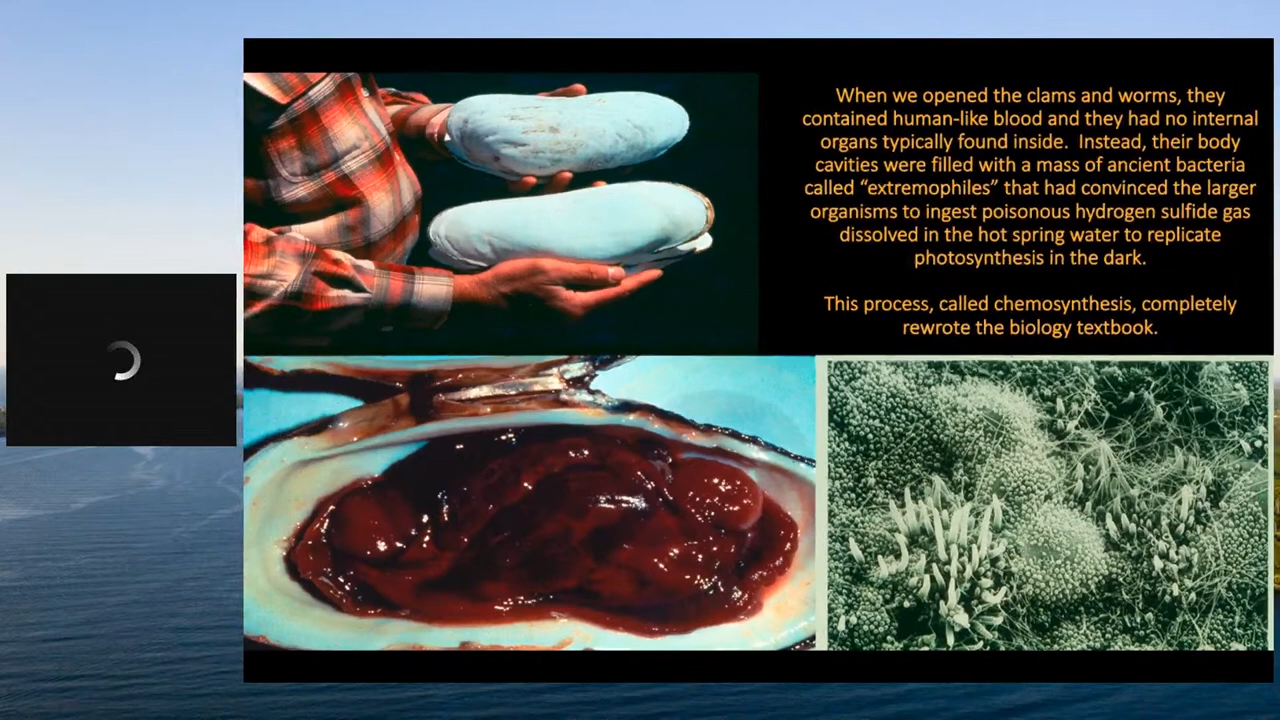 When we opened the clams and worms, they
contained human-like blood and they had no internal
organs typically found inside.  Instead, their body
cavities were filled with a mass of ancient bacteria
called “extremophiles” that had convinced the larger
organisms to ingest poisonous hydrogen sulfide gas
dissolved in the hot spring water to replicate
photosynthesis in the dark.
This process, called chemosynthesis, completely
rewrote the biology textbook.